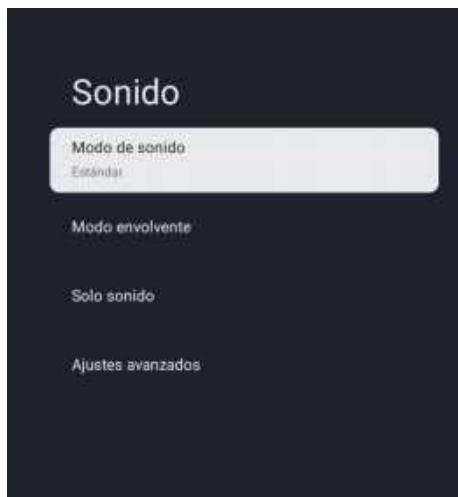 Sonido
Modo de sonido
Estándar
Modo envolvente
Solo sonido
Ajustes avanzados